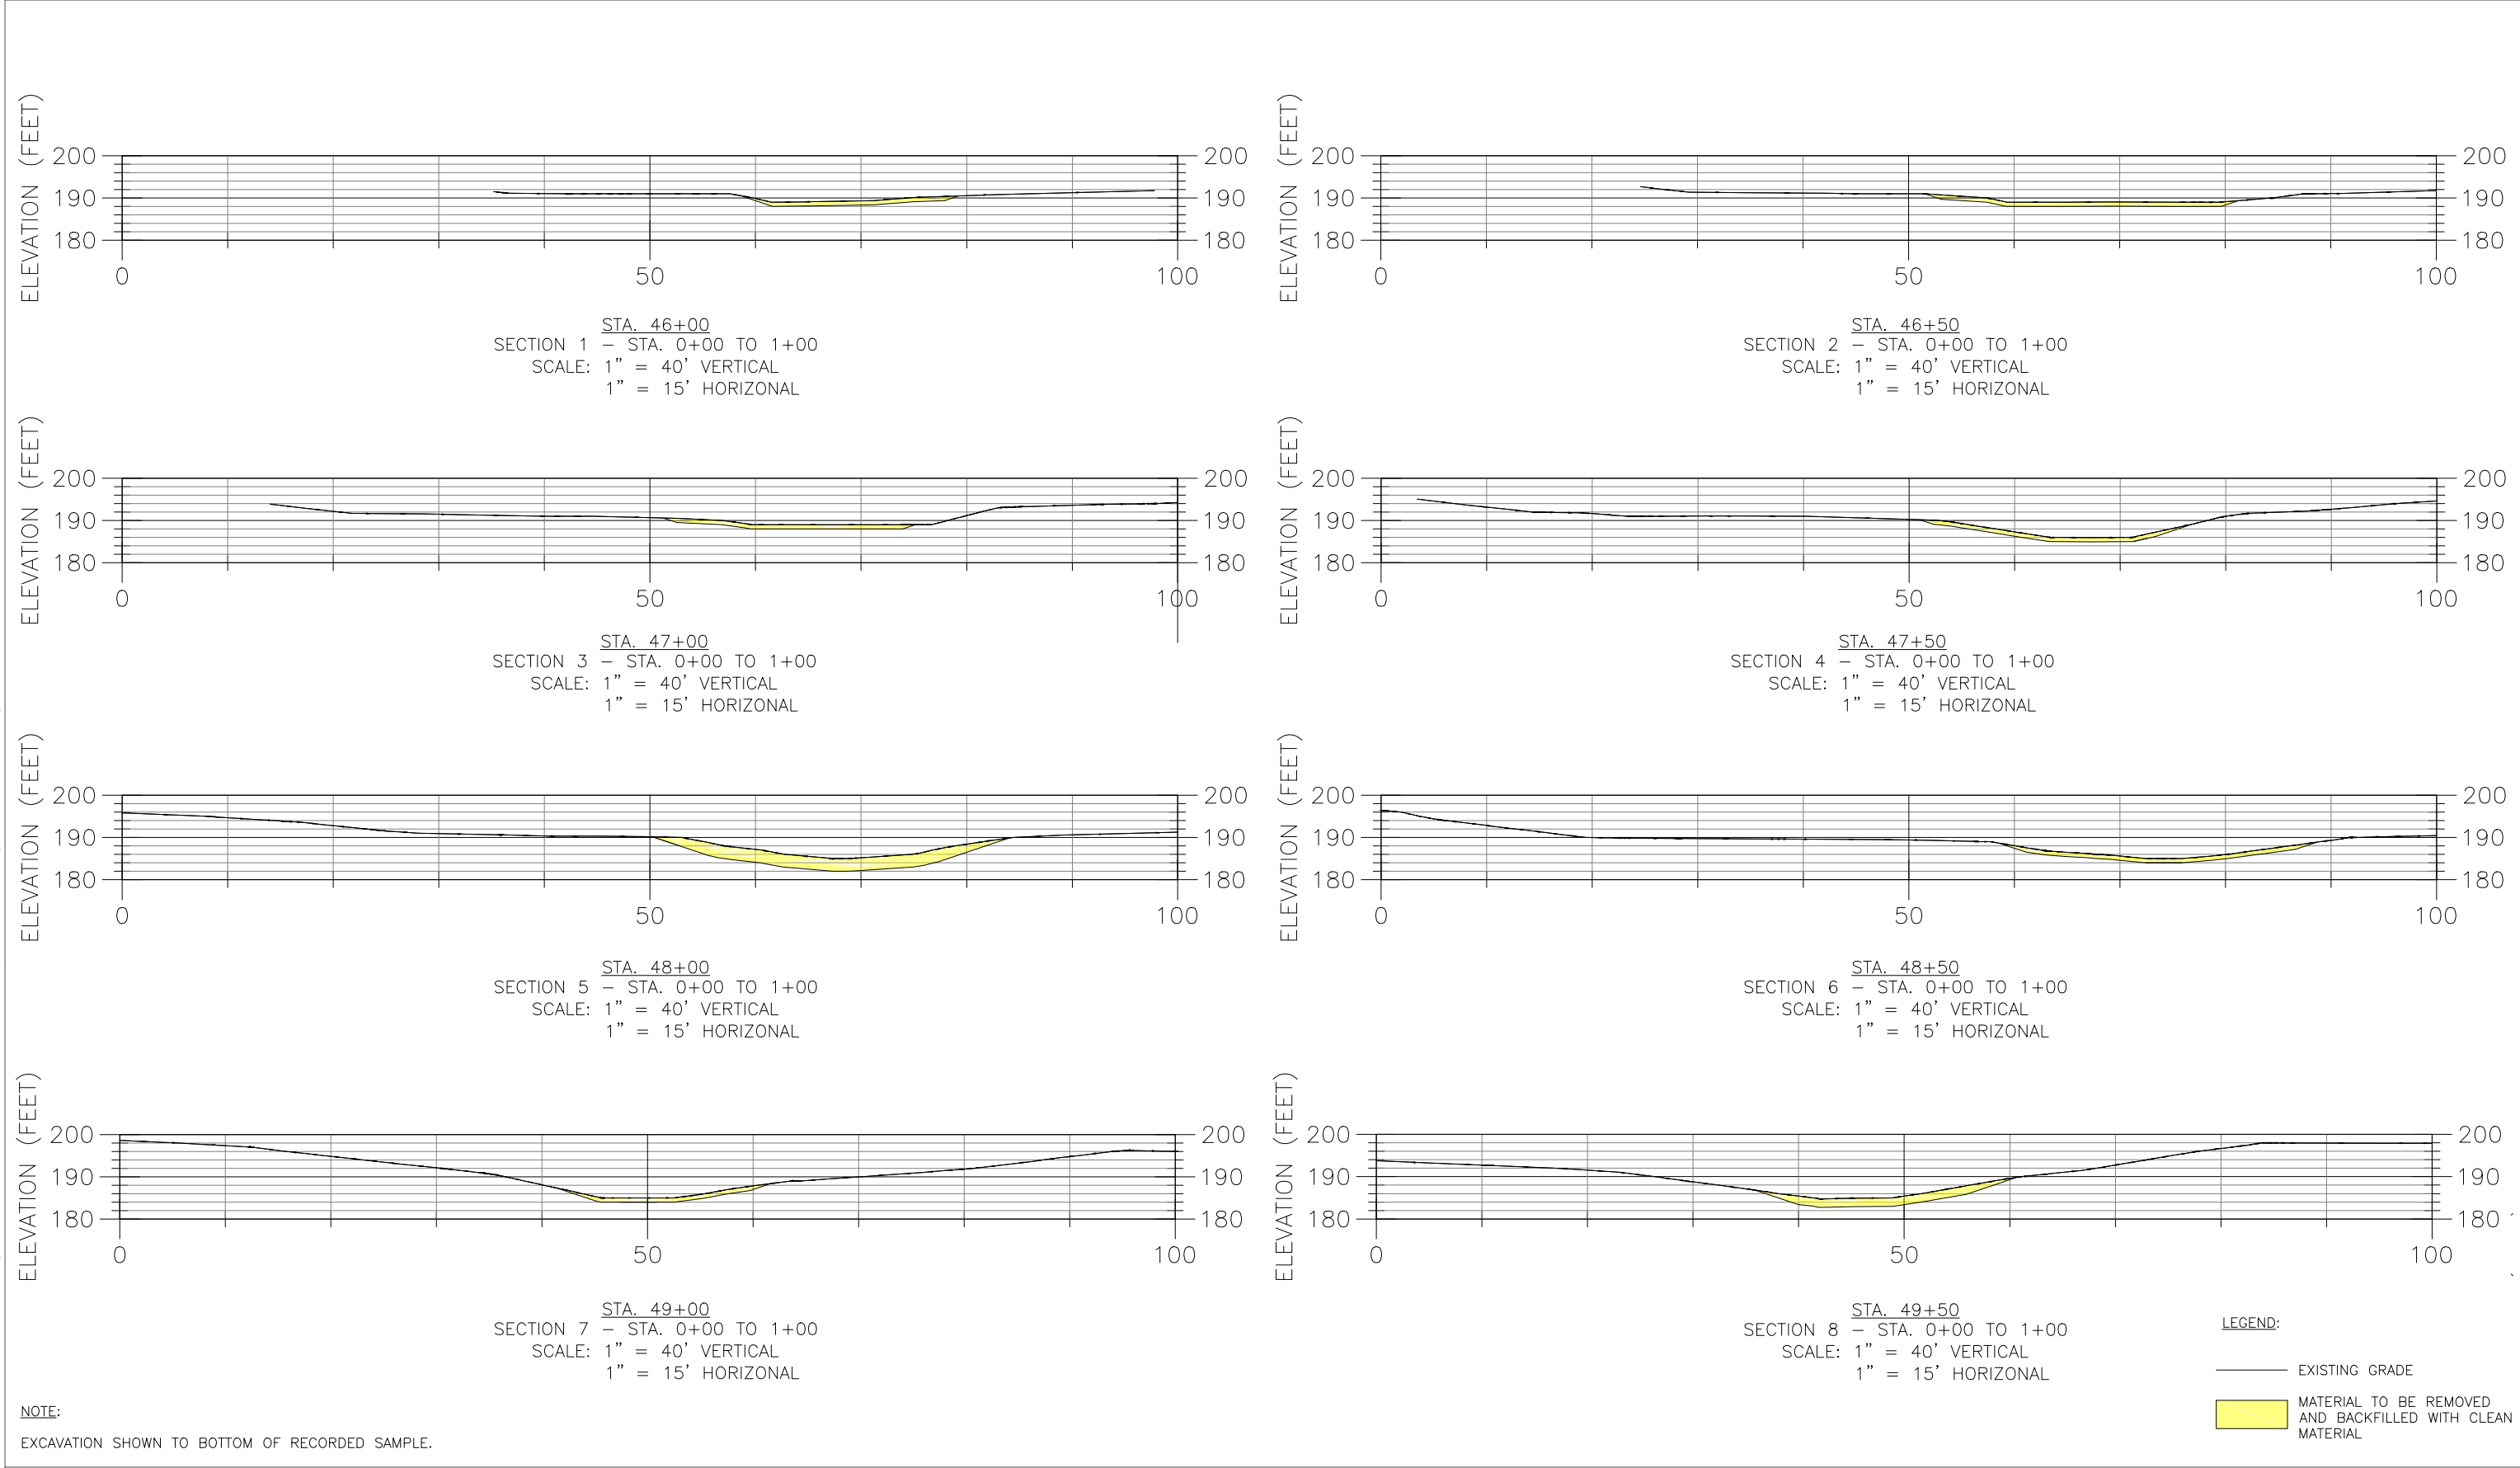 ELEVATION (FEET)
200
190
180
200
190
180
0
50
100
STA. 46+00
SECTION 1 – STA. 0+00 TO 1+00
SCALE: 1" = 40' VERTICAL
1" = 15' HORIZONAL
ELEVATION (FEET)
200
190
180
200
190
180
0
50
100
STA. 46+50
SECTION 2 – STA. 0+00 TO 1+00
SCALE: 1" = 40' VERTICAL
1" = 15' HORIZONAL
ELEVATION (FEET)
200
190
180
200
190
180
0
50
100
STA. 47+00
SECTION 3 – STA. 0+00 TO 1+00
SCALE: 1" = 40' VERTICAL
1" = 15' HORIZONAL
ELEVATION (FEET)
200
190
180
200
190
180
0
50
100
STA. 47+50
SECTION 4 – STA. 0+00 TO 1+00
SCALE: 1" = 40' VERTICAL
1" = 15' HORIZONAL
ELEVATION (FEET)
200
190
180
200
190
180
0
50
100
STA. 48+00
SECTION 5 – STA. 0+00 TO 1+00
SCALE: 1" = 40' VERTICAL
1" = 15' HORIZONAL
ELEVATION (FEET)
200
190
180
200
190
180
0
50
100
STA. 48+50
SECTION 6 – STA. 0+00 TO 1+00
SCALE: 1" = 40' VERTICAL
1" = 15' HORIZONAL
ELEVATION (FEET)
200
190
180
200
190
180
0
50
100
STA. 49+00
SECTION 7 – STA. 0+00 TO 1+00
SCALE: 1" = 40' VERTICAL
1" = 15' HORIZONAL
ELEVATION (FEET)
200
190
180
200
190
180
0
50
100
STA. 49+50
SECTION 8 – STA. 0+00 TO 1+00
SCALE: 1" = 40' VERTICAL
1" = 15' HORIZONAL
LEGEND:
EXISTING GRADE
MATERIAL TO BE REMOVED
AND BACKFILLED WITH CLEAN
MATERIAL
NOTE:
EXCAVATION SHOWN TO BOTTOM OF RECORDED SAMPLE.